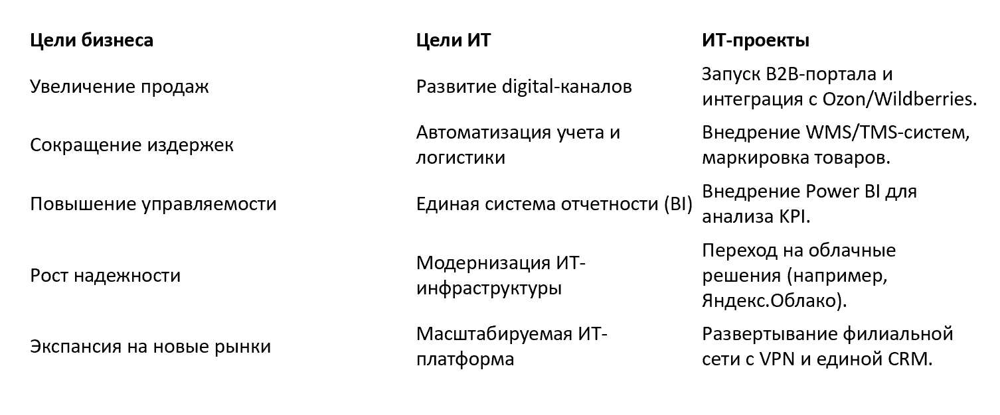 Цели бизнеса
Цели ИТ
ИТ-проекты
Увеличение продаж
Развитие digital-каналов
Запуск B2B-портала и
интеграция с Ozon/Wildberries.
Сокращение издержек
Автоматизация учета и
логистики
Внедрение WMS/TMS-систем,
маркировка товаров.
Повышение управляемости
Единая система отчетности (BI)
Внедрение Power BI для
анализа KPI.
Рост надежности
Модернизация ИТ-
инфраструктуры
Переход на облачные
решения (например,
Яндекс.Облако).
Экспансия на новые рынки
Масштабируемая ИТ-
платформа
Развертывание филиальной
сети с VPN и единой CRM.